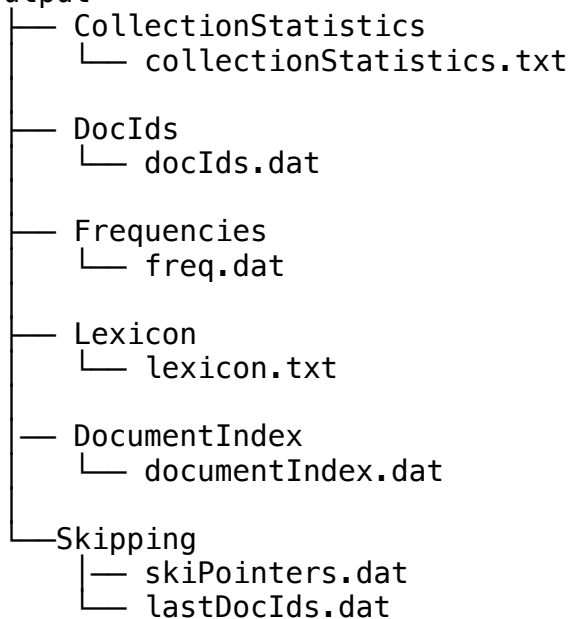 ├── CollectionStatistics
│   └── collectionStatistics.txt
│
├── DocIds
│   └── docIds.dat
│
├── Frequencies
│   └── freq.dat
│
├── Lexicon
│   └── lexicon.txt
│
│── DocumentIndex
│   └── documentIndex.dat
│
└──Skipping
    │── skiPointers.dat
    └── lastDocIds.dat